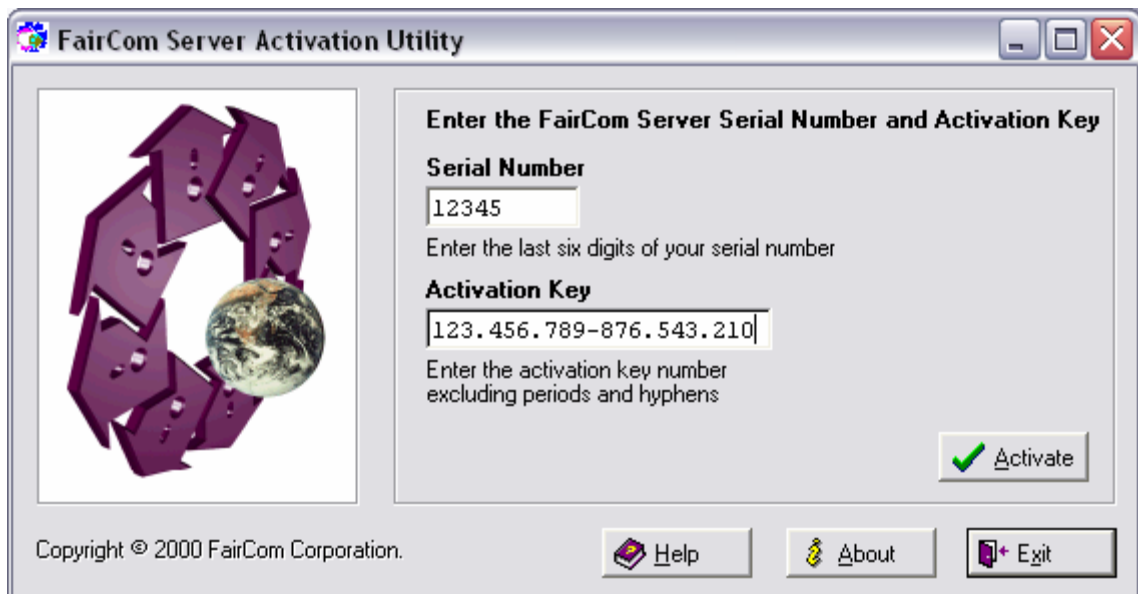 FairCom Server Activation Utility
Enter the FairCom Server Serial Number and Activation Key
Serial Number
12345
Enter the last six digits of your serial number
Activation Key
123.456.789-876.543.210
Enter the activation key number
excluding periods and hyphens
Activate
Copyright © 2000 FairCom Corporation.
Help
About
Exit